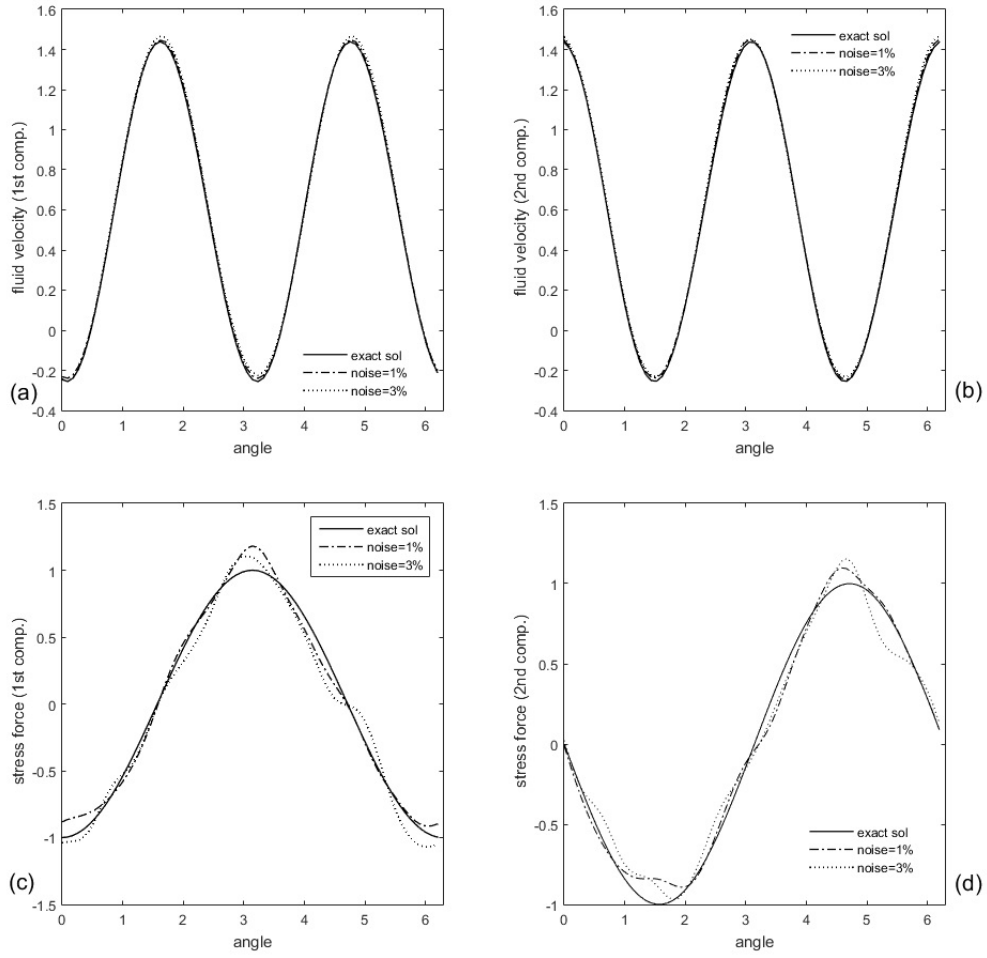 1.6
1.4
1.2
1
0.8
0.6
0.4
0.2
0
-0.2
-0.4
fluid velocity (1st comp.)
exact sol
noise=1%
noise=3%
(a)
0 1 2 3 4 5 6
angle
1.6
1.4
1.2
1
0.8
0.6
0.4
0.2
0
-0.2
-0.4
fluid velocity (2nd comp.)
exact sol
noise=1%
noise=3%
(b)
0 1 2 3 4 5 6
angle
1.5
1
0.5
0
-0.5
-1
-1.5
stress force (1st comp.)
exact sol
noise=1%
noise=3%
(c)
0 1 2 3 4 5 6
angle
1.5
1
0.5
0
-0.5
-1
stress force (2nd comp.)
exact sol
noise=1%
noise=3%
(d)
0 1 2 3 4 5 6
angle